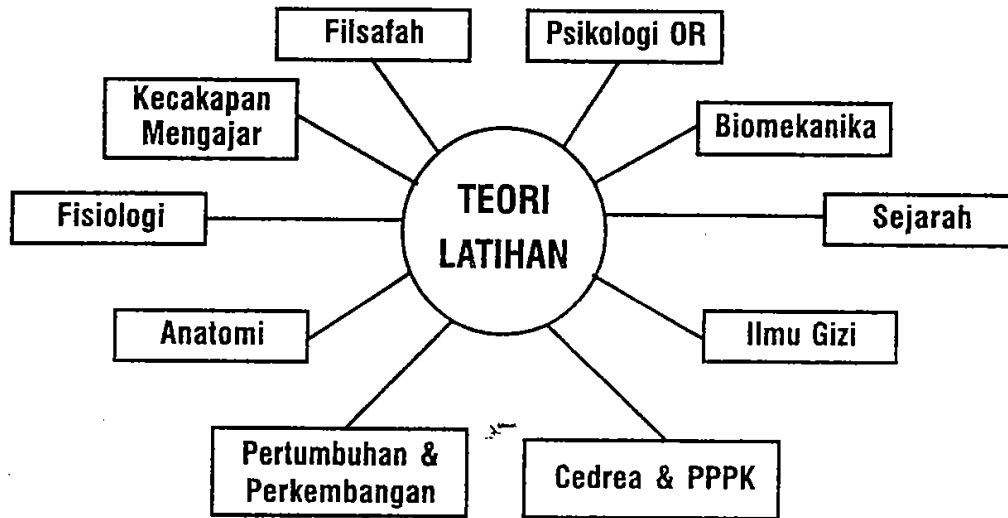 Filsafah
Psikologi OR
Kecakapan
Mengajar
Biomekanika
Fisiologi
TEORI
LATIHAN
Sejarah
Anatomi
Ilmu Gizi
Pertumbuhan &
Perkembangan
Cedrea & PPPK